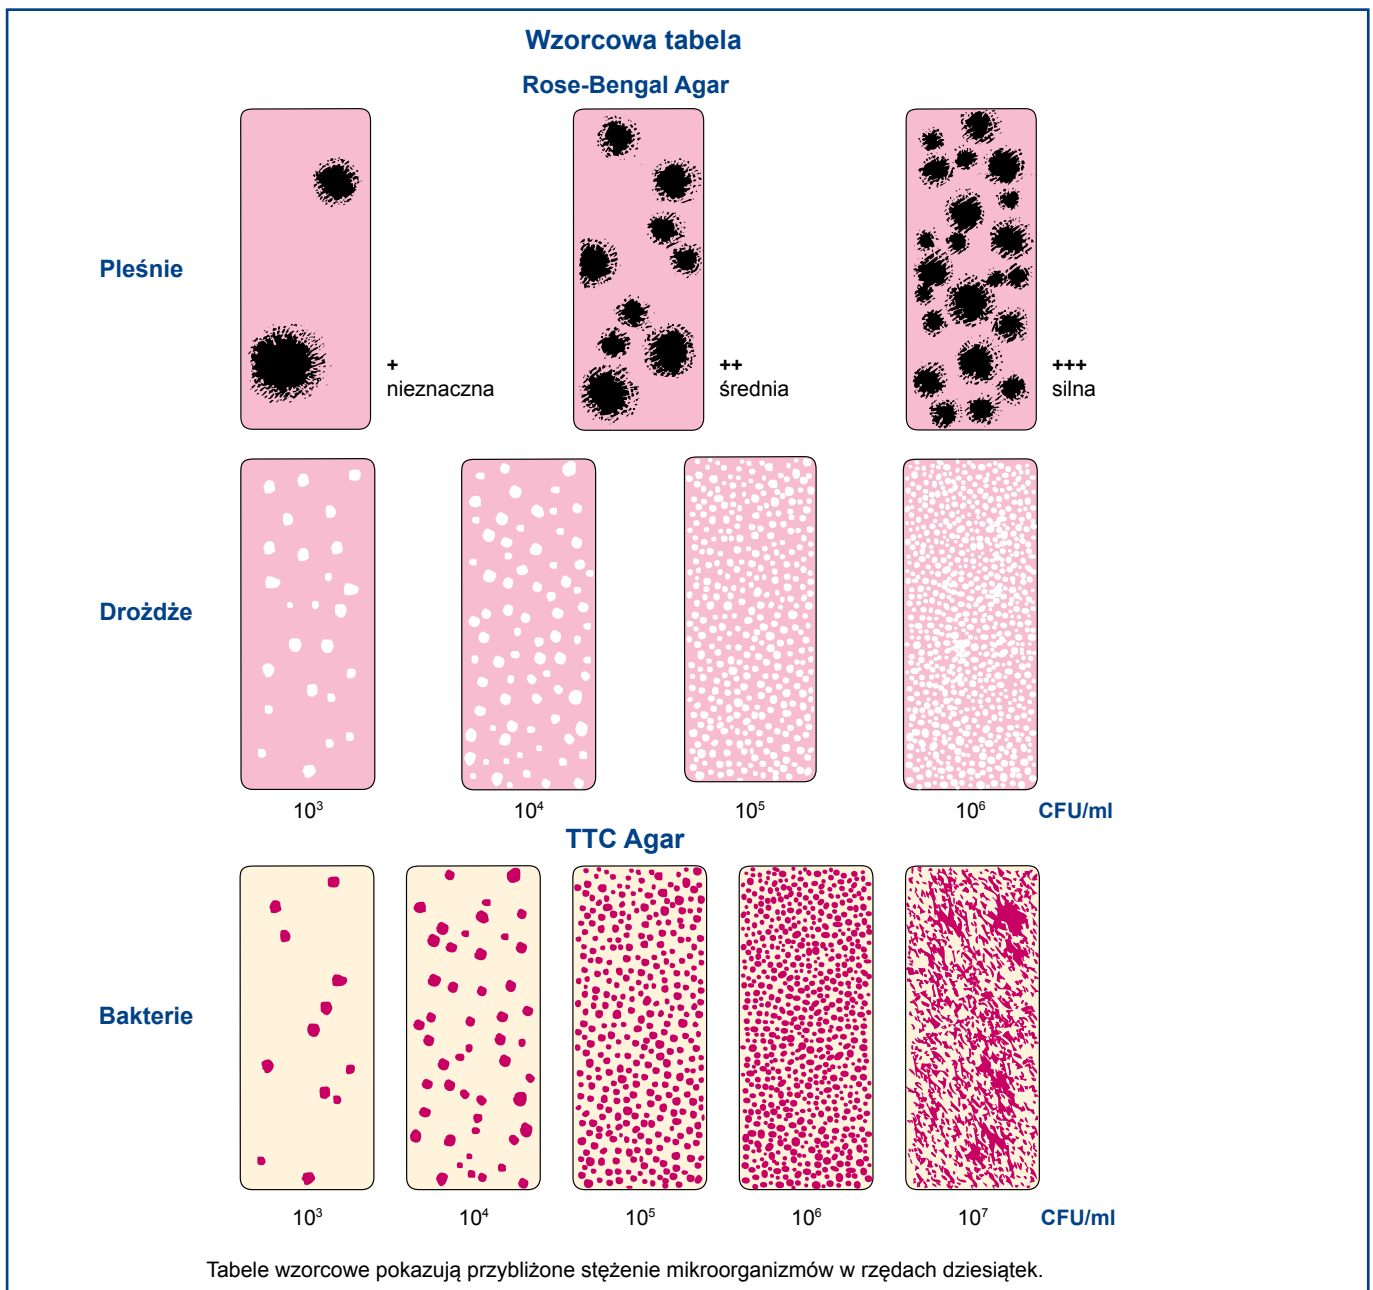 Wzorcowa tabela
Rose-Bengal Agar
Pleśnie
+
nieznaczna
++
średnia
+++
silna
Drożdże
10³ 10⁴ 10⁵ 10⁶ CFU/ml
TTC Agar
Bakterie
10³ 10⁴ 10⁵ 10⁶ 10⁷ CFU/ml
Tabele wzorcowe pokazują przybliżone stężenie mikroorganizmów w rzędach dziesiątek.